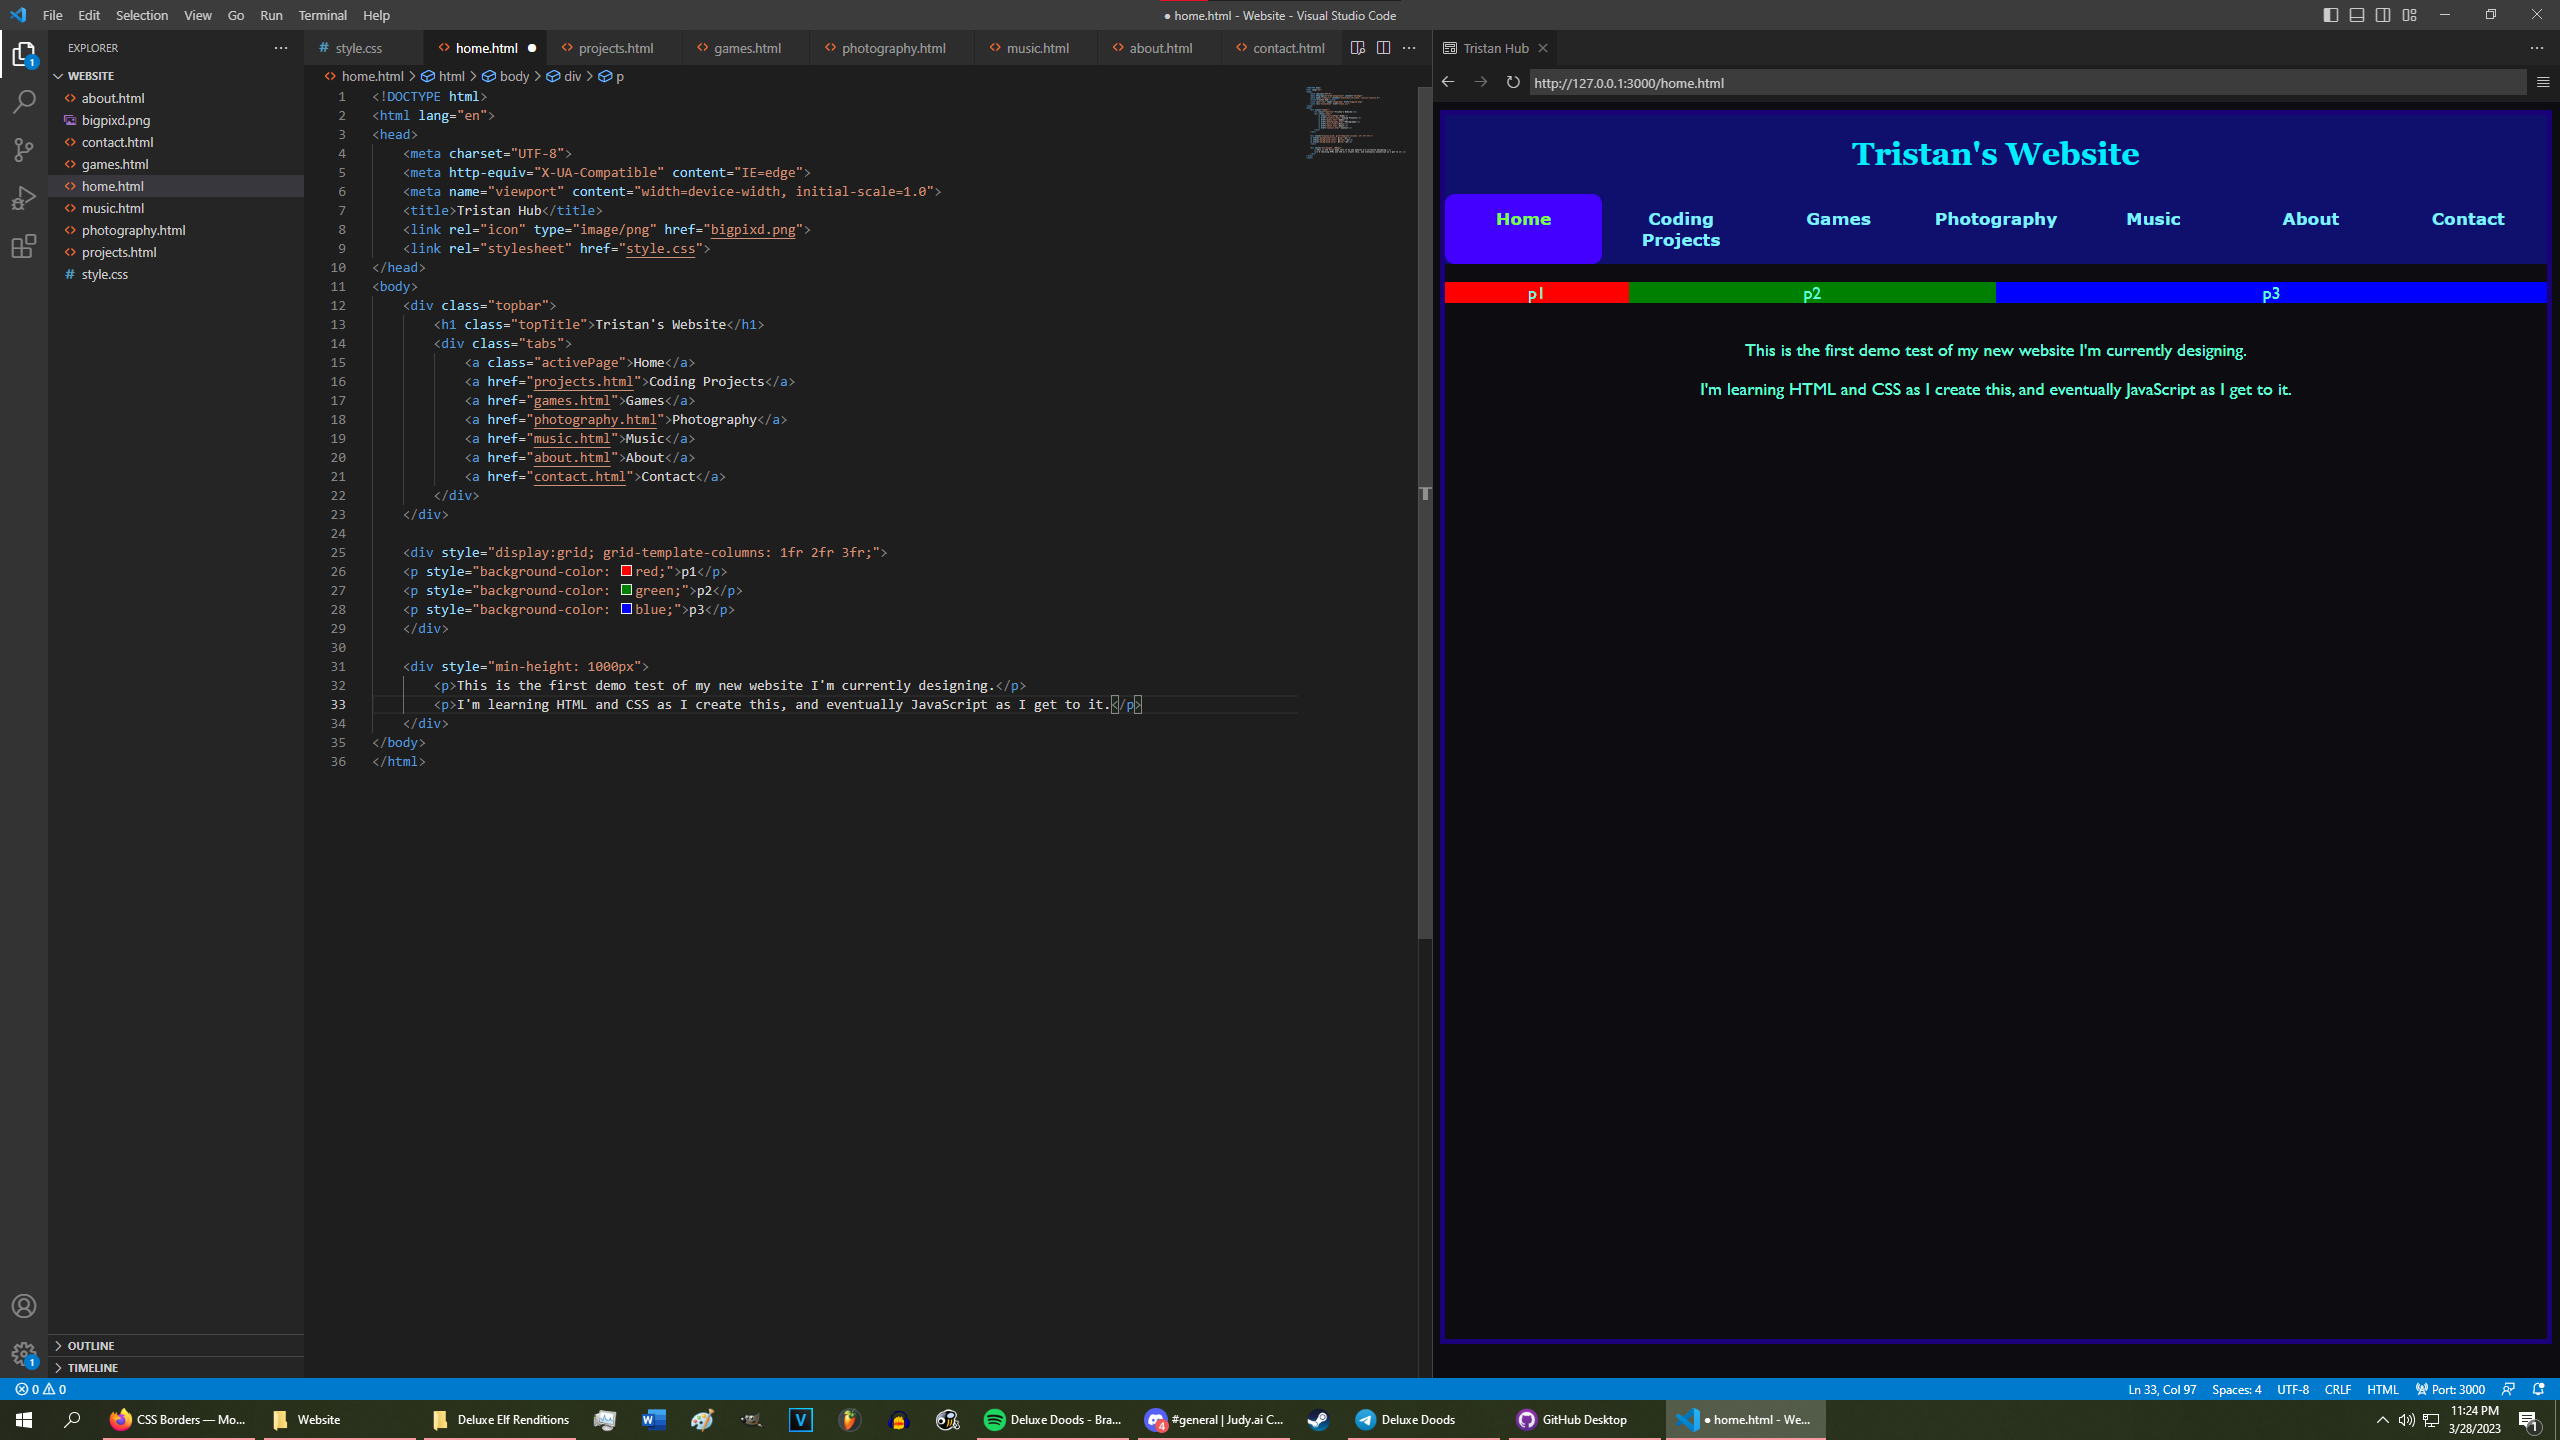 File Edit Selection View Go Run Terminal Help
● home.html - Website - Visual Studio Code
EXPLORER
WEBSITE
about.html
bigpixd.png
contact.html
games.html
home.html
music.html
photography.html
projects.html
style.css
OUTLINE
TIMELINE
style.css home.html projects.html games.html photography.html music.html about.html contact.html
home.html > html > body > div > p
1 <!DOCTYPE html>
2 <html lang="en">
3 <head>
4 <meta charset="UTF-8">
5 <meta http-equiv="X-UA-Compatible" content="IE=edge">
6 <meta name="viewport" content="width=device-width, initial-scale=1.0">
7 <title>Tristan Hub</title>
8 <link rel="icon" type="image/png" href="bigpixd.png">
9 <link rel="stylesheet" href="style.css">
10 </head>
11 <body>
12 <div class="topbar">
13 <h1 class="topTitle">Tristan's Website</h1>
14 <div class="tabs">
15 <a class="activePage">Home</a>
16 <a href="projects.html">Coding Projects</a>
17 <a href="games.html">Games</a>
18 <a href="photography.html">Photography</a>
19 <a href="music.html">Music</a>
20 <a href="about.html">About</a>
21 <a href="contact.html">Contact</a>
22 </div>
23 </div>
24
25 <div style="display:grid; grid-template-columns: 1fr 2fr 3fr;">
26 <p style="background-color: red;">p1</p>
27 <p style="background-color: green;">p2</p>
28 <p style="background-color: blue;">p3</p>
29 </div>
30
31 <div style="min-height: 1000px">
32 <p>This is the first demo test of my new website I'm currently designing.</p>
33 <p>I'm learning HTML and CSS as I create this, and eventually JavaScript as I get to it.</p>
34 </div>
35 </body>
36 </html>
Tristan Hub
http://127.0.0.1:3000/home.html
Tristan's Website
Home Coding Projects Games Photography Music About Contact
p1 p2 p3
This is the first demo test of my new website I'm currently designing.
I'm learning HTML and CSS as I create this, and eventually JavaScript as I get to it.
0 0
Ln 33, Col 97 Spaces: 4 UTF-8 CRLF HTML Port: 3000
CSS Borders — Mo... Website Deluxe Elf Renditions Deluxe Doods - Bra... #general | Judy.ai C... Deluxe Doods GitHub Desktop ● home.html - We...
11:24 PM
3/28/2023